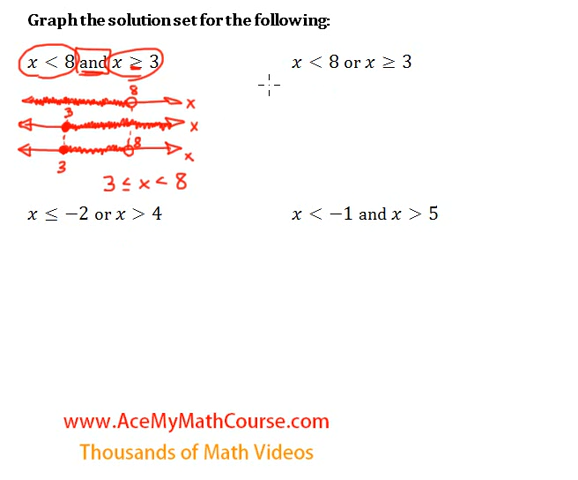 Graph the solution set for the following:
x < 8 and x ≥ 3
x < 8 or x ≥ 3
8
x
3
x
8
x
3
3 ≤ x < 8
x ≤ −2 or x > 4
x < −1 and x > 5
www.AceMyMathCourse.com
Thousands of Math Videos